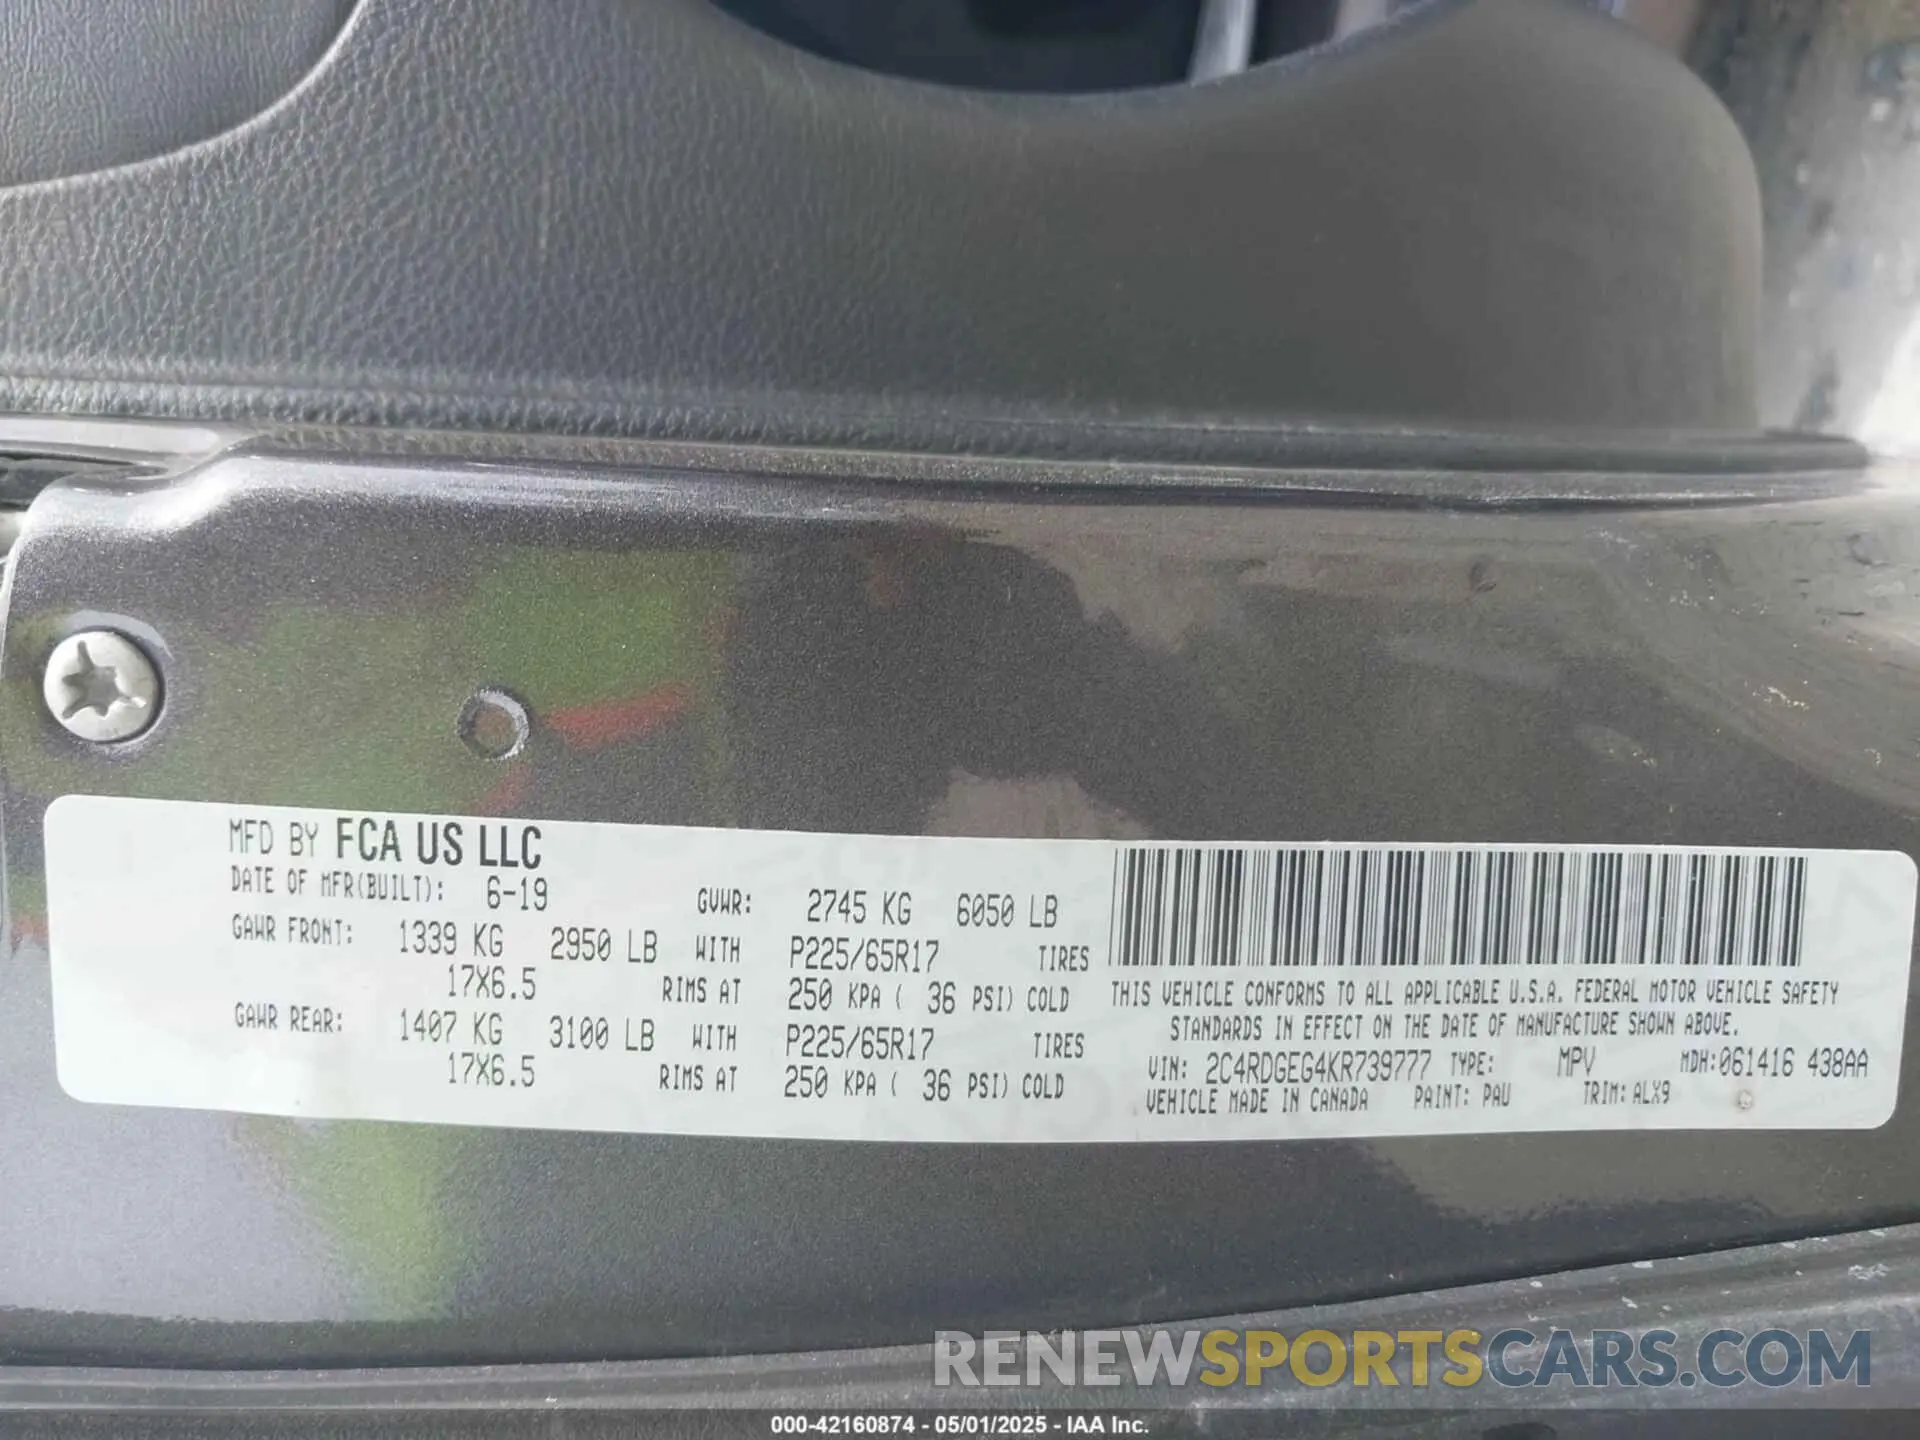 MFD BY FCA US LLC
DATE OF MFR(BUILT): 6-19 GVWR: 2745 KG 6050 LB
GAWR FRONT: 1339 KG 2950 LB WITH P225/65R17 TIRES
17X6.5 RIMS AT 250 KPA ( 36 PSI) COLD
GAWR REAR: 1407 KG 3100 LB WITH P225/65R17 TIRES
17X6.5 RIMS AT 250 KPA ( 36 PSI) COLD
THIS VEHICLE CONFORMS TO ALL APPLICABLE U.S.A. FEDERAL MOTOR VEHICLE SAFETY
STANDARDS IN EFFECT ON THE DATE OF MANUFACTURE SHOWN ABOVE.
VIN: 2C4RDGEG4KR739777 TYPE: MPV MDH:061416 438AA
VEHICLE MADE IN CANADA PAINT: PAU TRIM: ALX9
RENEWSPORTSCARS.COM
000-42160874 - 05/01/2025 - IAA Inc.